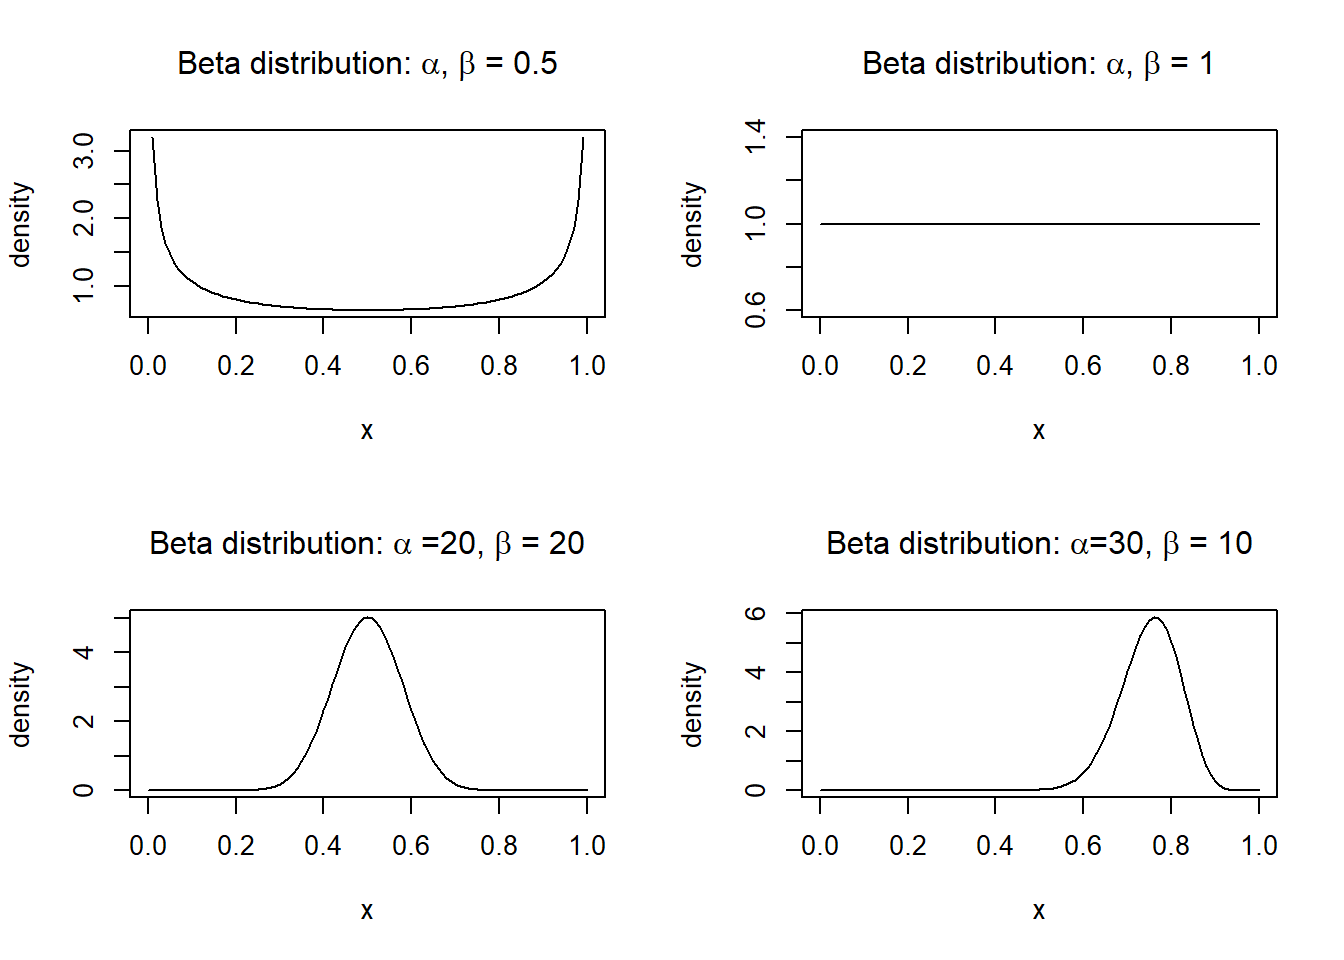 Beta distribution: α, β = 0.5
density
3.0
2.0
1.0
0.0 0.2 0.4 0.6 0.8 1.0
x
Beta distribution: α, β = 1
density
1.4
1.0
0.6
0.0 0.2 0.4 0.6 0.8 1.0
x
Beta distribution: α =20, β = 20
density
4
2
0
0.0 0.2 0.4 0.6 0.8 1.0
x
Beta distribution: α=30, β = 10
density
6
4
2
0
0.0 0.2 0.4 0.6 0.8 1.0
x